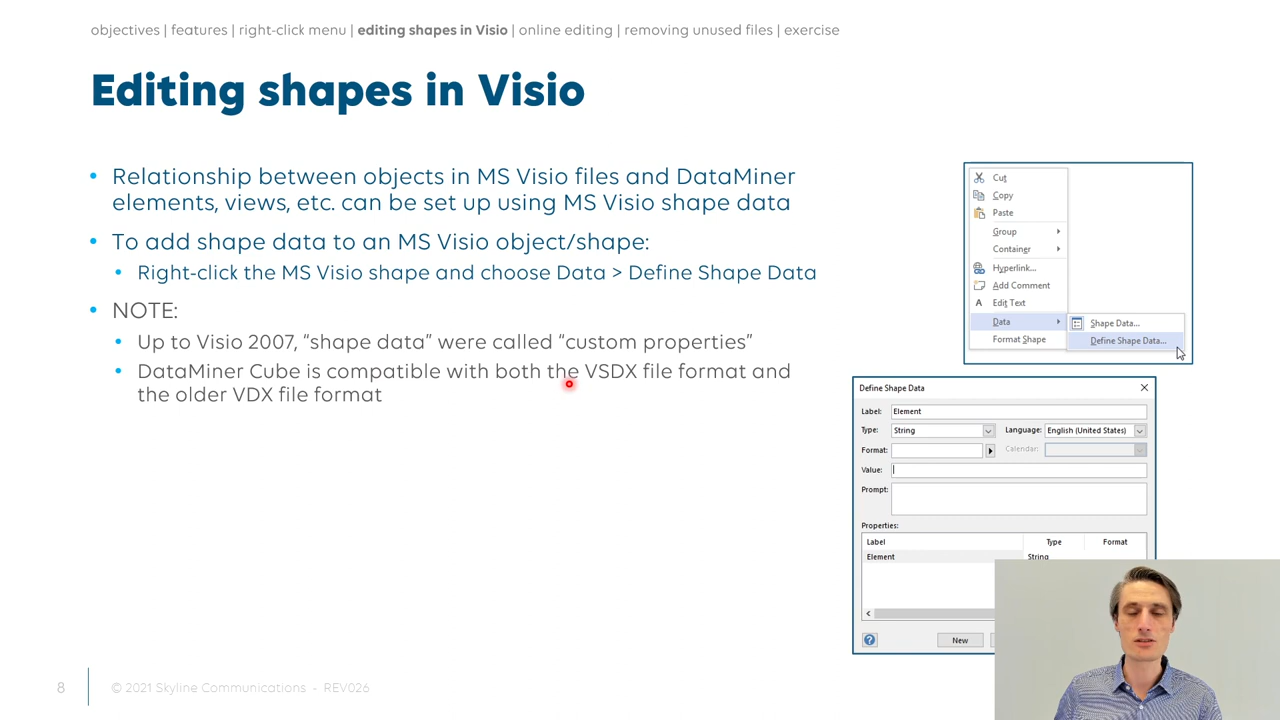 objectives | features | right-click menu | editing shapes in Visio | online editing | removing unused files | exercise
Editing shapes in Visio
• Relationship between objects in MS Visio files and DataMiner
elements, views, etc. can be set up using MS Visio shape data
• To add shape data to an MS Visio object/shape:
• Right-click the MS Visio shape and choose Data > Define Shape Data
• NOTE:
• Up to Visio 2007, “shape data” were called “custom properties”
• DataMiner Cube is compatible with both the VSDX file format and
the older VDX file format
Cut
Copy
Paste
Group
Container
Hyperlink...
Add Comment
Edit Text
Data
Format Shape
Shape Data...
Define Shape Data...
Define Shape Data
Label: Element
Type: String Language: English (United States)
Format: Calendar:
Value:
Prompt:
Properties:
Label Type Format
Element String
New
8 © 2021 Skyline Communications - REV026